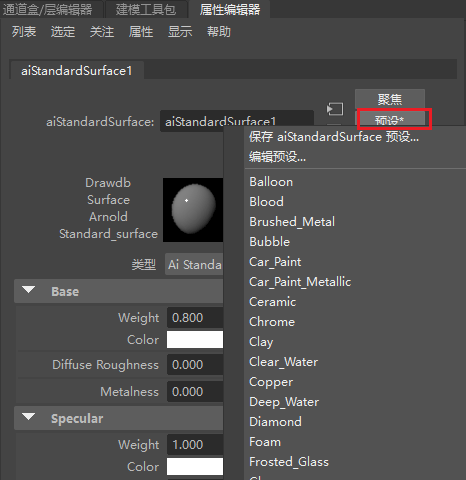 通道盒/层编辑器 建模工具包 属性编辑器
列表 选定 关注 属性 显示 帮助
aiStandardSurface1
聚焦
aiStandardSurface: aiStandardSurface1 预设*
保存 aiStandardSurface 预设...
编辑预设...
Drawdb
Surface
Arnold
Standard_surface
类型 Ai Standa
Base
Weight 0.800
Color
Diffuse Roughness 0.000
Metalness 0.000
Specular
Weight 1.000
Color
Balloon
Blood
Brushed_Metal
Bubble
Car_Paint
Car_Paint_Metallic
Ceramic
Chrome
Clay
Clear_Water
Copper
Deep_Water
Diamond
Foam
Frosted_Glass